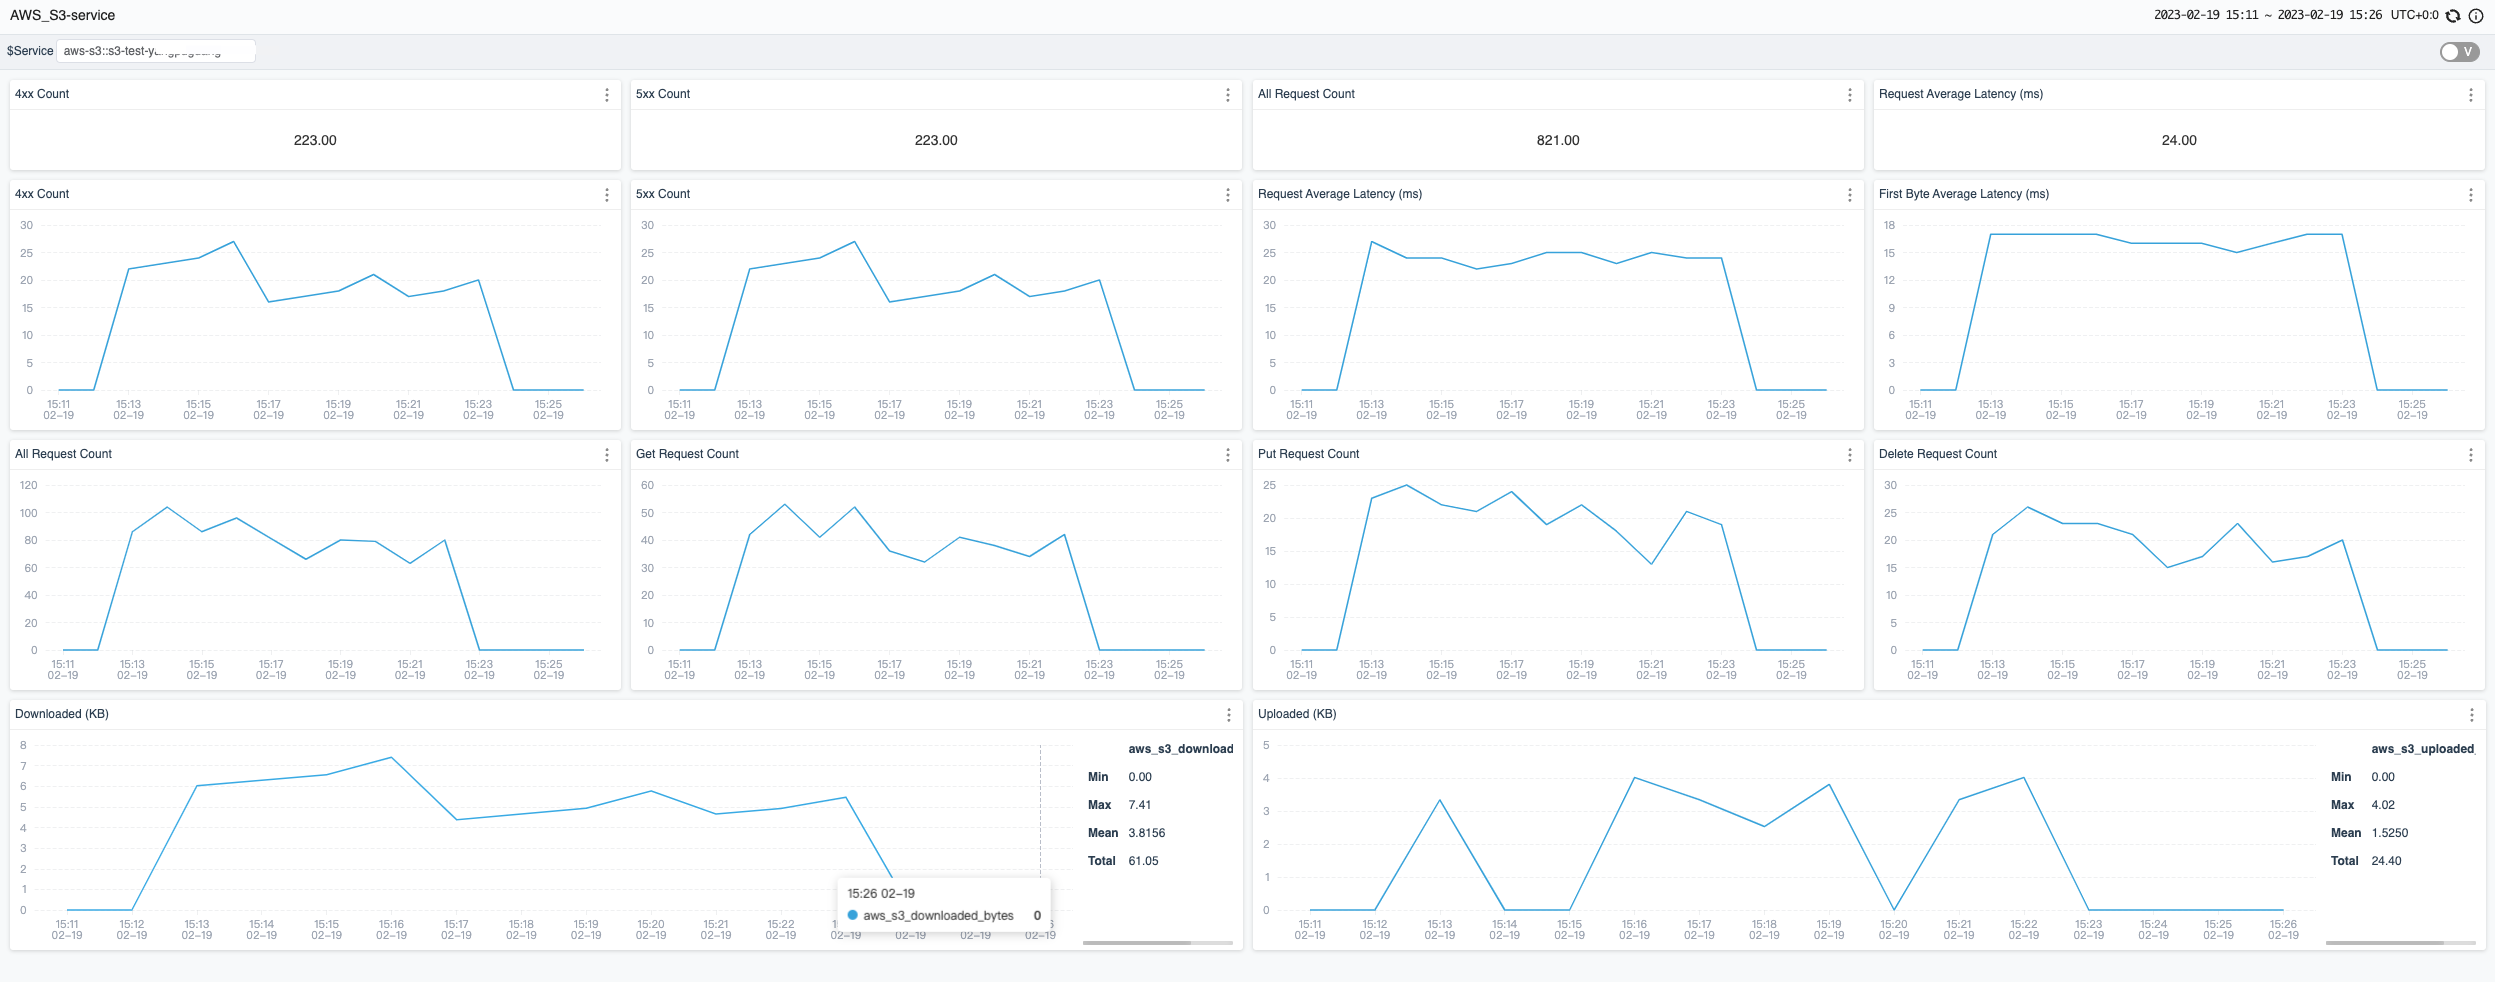 AWS_S3-service
2023-02-19 15:11 ~ 2023-02-19 15:26 UTC+0:0
$Service aws-s3::s3-test-
V
4xx Count
223.00
5xx Count
223.00
All Request Count
821.00
Request Average Latency (ms)
24.00
4xx Count
30
25
20
15
10
5
0
15:11 15:13 15:15 15:17 15:19 15:21 15:23 15:25
02-19 02-19 02-19 02-19 02-19 02-19 02-19 02-19
5xx Count
30
25
20
15
10
5
0
15:11 15:13 15:15 15:17 15:19 15:21 15:23 15:25
02-19 02-19 02-19 02-19 02-19 02-19 02-19 02-19
Request Average Latency (ms)
30
25
20
15
10
5
0
15:11 15:13 15:15 15:17 15:19 15:21 15:23 15:25
02-19 02-19 02-19 02-19 02-19 02-19 02-19 02-19
First Byte Average Latency (ms)
18
15
12
9
6
3
0
15:11 15:13 15:15 15:17 15:19 15:21 15:23 15:25
02-19 02-19 02-19 02-19 02-19 02-19 02-19 02-19
All Request Count
120
100
80
60
40
20
0
15:11 15:13 15:15 15:17 15:19 15:21 15:23 15:25
02-19 02-19 02-19 02-19 02-19 02-19 02-19 02-19
Get Request Count
60
50
40
30
20
10
0
15:11 15:13 15:15 15:17 15:19 15:21 15:23 15:25
02-19 02-19 02-19 02-19 02-19 02-19 02-19 02-19
Put Request Count
25
20
15
10
5
0
15:11 15:13 15:15 15:17 15:19 15:21 15:23 15:25
02-19 02-19 02-19 02-19 02-19 02-19 02-19 02-19
Delete Request Count
30
25
20
15
10
5
0
15:11 15:13 15:15 15:17 15:19 15:21 15:23 15:25
02-19 02-19 02-19 02-19 02-19 02-19 02-19 02-19
Downloaded (KB)
8
7
6
5
4
3
2
1
0
15:11 15:12 15:13 15:14 15:15 15:16 15:17 15:18 15:19 15:20 15:21 15:22
02-19 02-19 02-19 02-19 02-19 02-19 02-19 02-19 02-19 02-19 02-19 02-19 02-19 02-19 02-19 02-19
15:26 02-19
aws_s3_downloaded_bytes 0
aws_s3_download
Min 0.00
Max 7.41
Mean 3.8156
Total 61.05
Uploaded (KB)
5
4
3
2
1
0
15:11 15:12 15:13 15:14 15:15 15:16 15:17 15:18 15:19 15:20 15:21 15:22 15:23 15:24 15:25 15:26
02-19 02-19 02-19 02-19 02-19 02-19 02-19 02-19 02-19 02-19 02-19 02-19 02-19 02-19 02-19 02-19
aws_s3_uploaded_
Min 0.00
Max 4.02
Mean 1.5250
Total 24.40